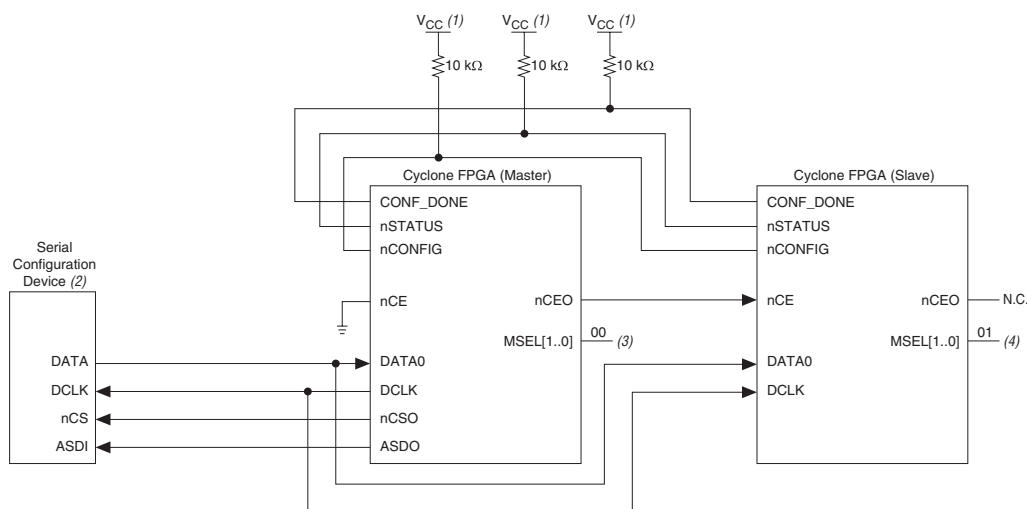 VCC (1) VCC (1) VCC (1)
10 kΩ 10 kΩ 10 kΩ
Cyclone FPGA (Master)
CONF_DONE
nSTATUS
nCONFIG
nCE
nCEO
MSEL[1..0]
00
(3)
DATA0
DCLK
nCSO
ASDO
Cyclone FPGA (Slave)
CONF_DONE
nSTATUS
nCONFIG
nCE
nCEO
N.C.
MSEL[1..0]
01
(4)
DATA0
DCLK
Serial
Configuration
Device (2)
DATA
DCLK
nCS
ASDI